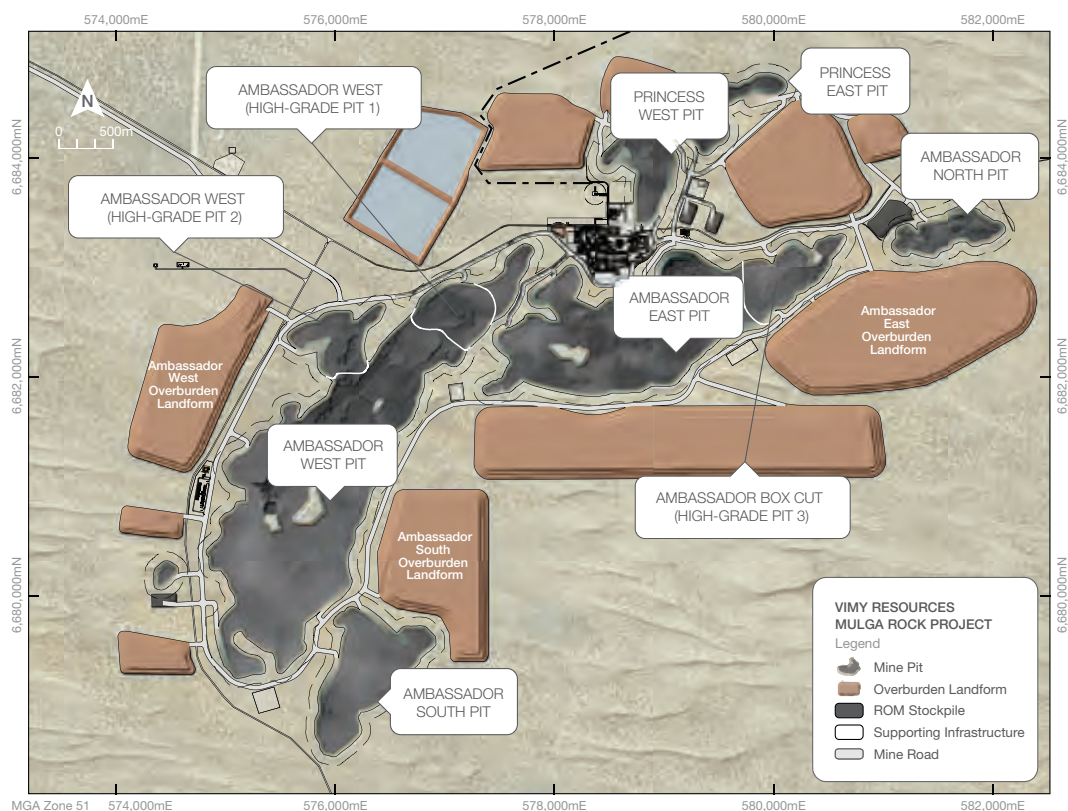 574,000mE
576,000mE
578,000mE
580,000mE
582,000mE
N
0 500m
AMBASSADOR WEST
(HIGH-GRADE PIT 1)
PRINCESS
WEST PIT
PRINCESS
EAST PIT
6,684,000mN
6,684,000mN
AMBASSADOR
NORTH PIT
AMBASSADOR WEST
(HIGH-GRADE PIT 2)
AMBASSADOR
EAST PIT
Ambassador
East
Overburden
Landform
6,682,000mN
6,682,000mN
Ambassador
West
Overburden
Landform
AMBASSADOR
WEST PIT
AMBASSADOR BOX CUT
(HIGH-GRADE PIT 3)
Ambassador
South
Overburden
Landform
6,680,000mN
6,680,000mN
AMBASSADOR
SOUTH PIT
VIMY RESOURCES
MULGA ROCK PROJECT
Legend
Mine Pit
Overburden Landform
ROM Stockpile
Supporting Infrastructure
Mine Road
MGA Zone 51
574,000mE
576,000mE
578,000mE
580,000mE
582,000mE